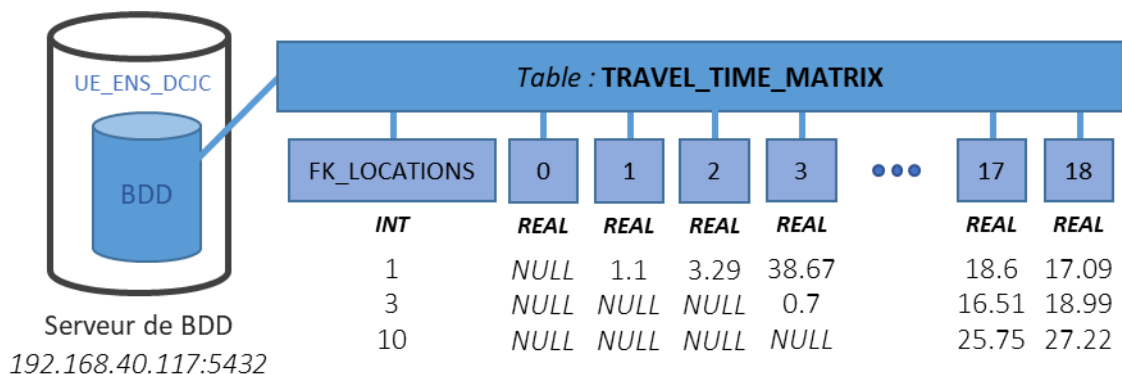 UE_ENS_DCJC
BDD
Serveur de BDD
192.168.40.117:5432
Table : TRAVEL_TIME_MATRIX
FK_LOCATIONS 0 1 2 3 17 18
INT REAL REAL REAL REAL REAL REAL
1 NULL 1.1 3.29 38.67 18.6 17.09
3 NULL NULL NULL 0.7 16.51 18.99
10 NULL NULL NULL NULL 25.75 27.22